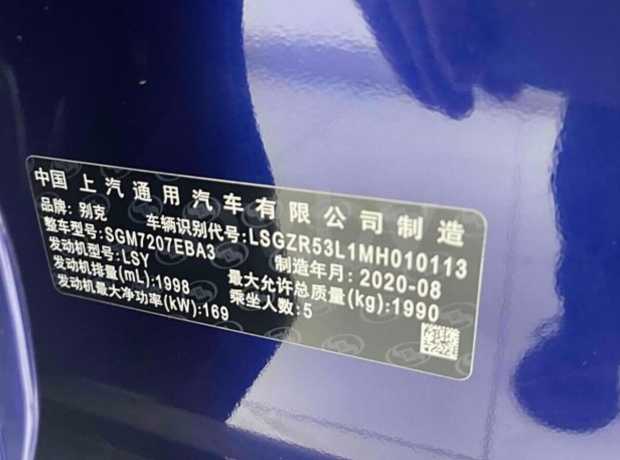 中国 上汽通用汽车有限公司制造
品牌: 别克 车辆识别代号:LSGZR53L1MH010113
整车型号:SGM7207EBA3 制造年月: 2020-08
发动机型号:LSY
发动机排量(mL):1998 最大允许总质量(kg):1990
发动机最大净功率(kW):169 乘坐人数:5